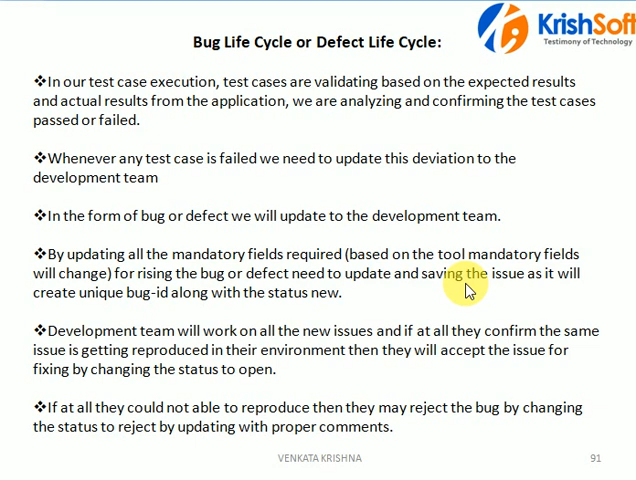 KrishSoft
Testimony of Technology
Bug Life Cycle or Defect Life Cycle:
❖In our test case execution, test cases are validating based on the expected results
and actual results from the application, we are analyzing and confirming the test cases
passed or failed.
❖Whenever any test case is failed we need to update this deviation to the
development team
❖In the form of bug or defect we will update to the development team.
❖By updating all the mandatory fields required (based on the tool mandatory fields
will change) for rising the bug or defect need to update and saving the issue as it will
create unique bug-id along with the status new.
❖Development team will work on all the new issues and if at all they confirm the same
issue is getting reproduced in their environment then they will accept the issue for
fixing by changing the status to open.
❖If at all they could not able to reproduce then they may reject the bug by changing
the status to reject by updating with proper comments.
VENKATA KRISHNA
91